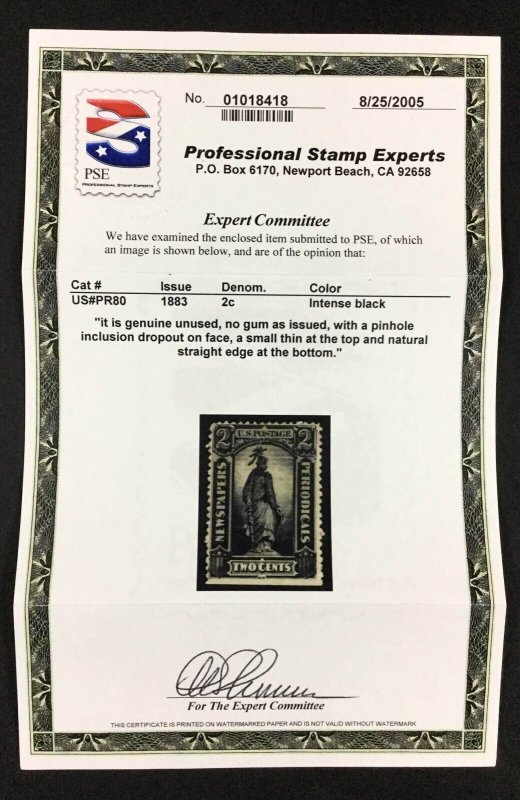 No. 01018418 8/25/2005
PSE
PROFESSIONAL STAMP EXPERTS
Professional Stamp Experts
P.O. Box 6170, Newport Beach, CA 92658
Expert Committee
We have examined the enclosed item submitted to PSE, of which
an image is shown below, and are of the opinion that:
Cat # Issue Denom. Color
US#PR80 1883 2c Intense black
"it is genuine unused, no gum as issued, with a pinhole
inclusion dropout on face, a small thin at the top and natural
straight edge at the bottom."
2 U.S. POSTAGE 2
NEWSPAPERS
PERIODICALS
TWO CENTS
For The Expert Committee
THIS CERTIFICATE IS PRINTED ON WATERMARKED PAPER AND IS NOT VALID WITHOUT WATERMARK